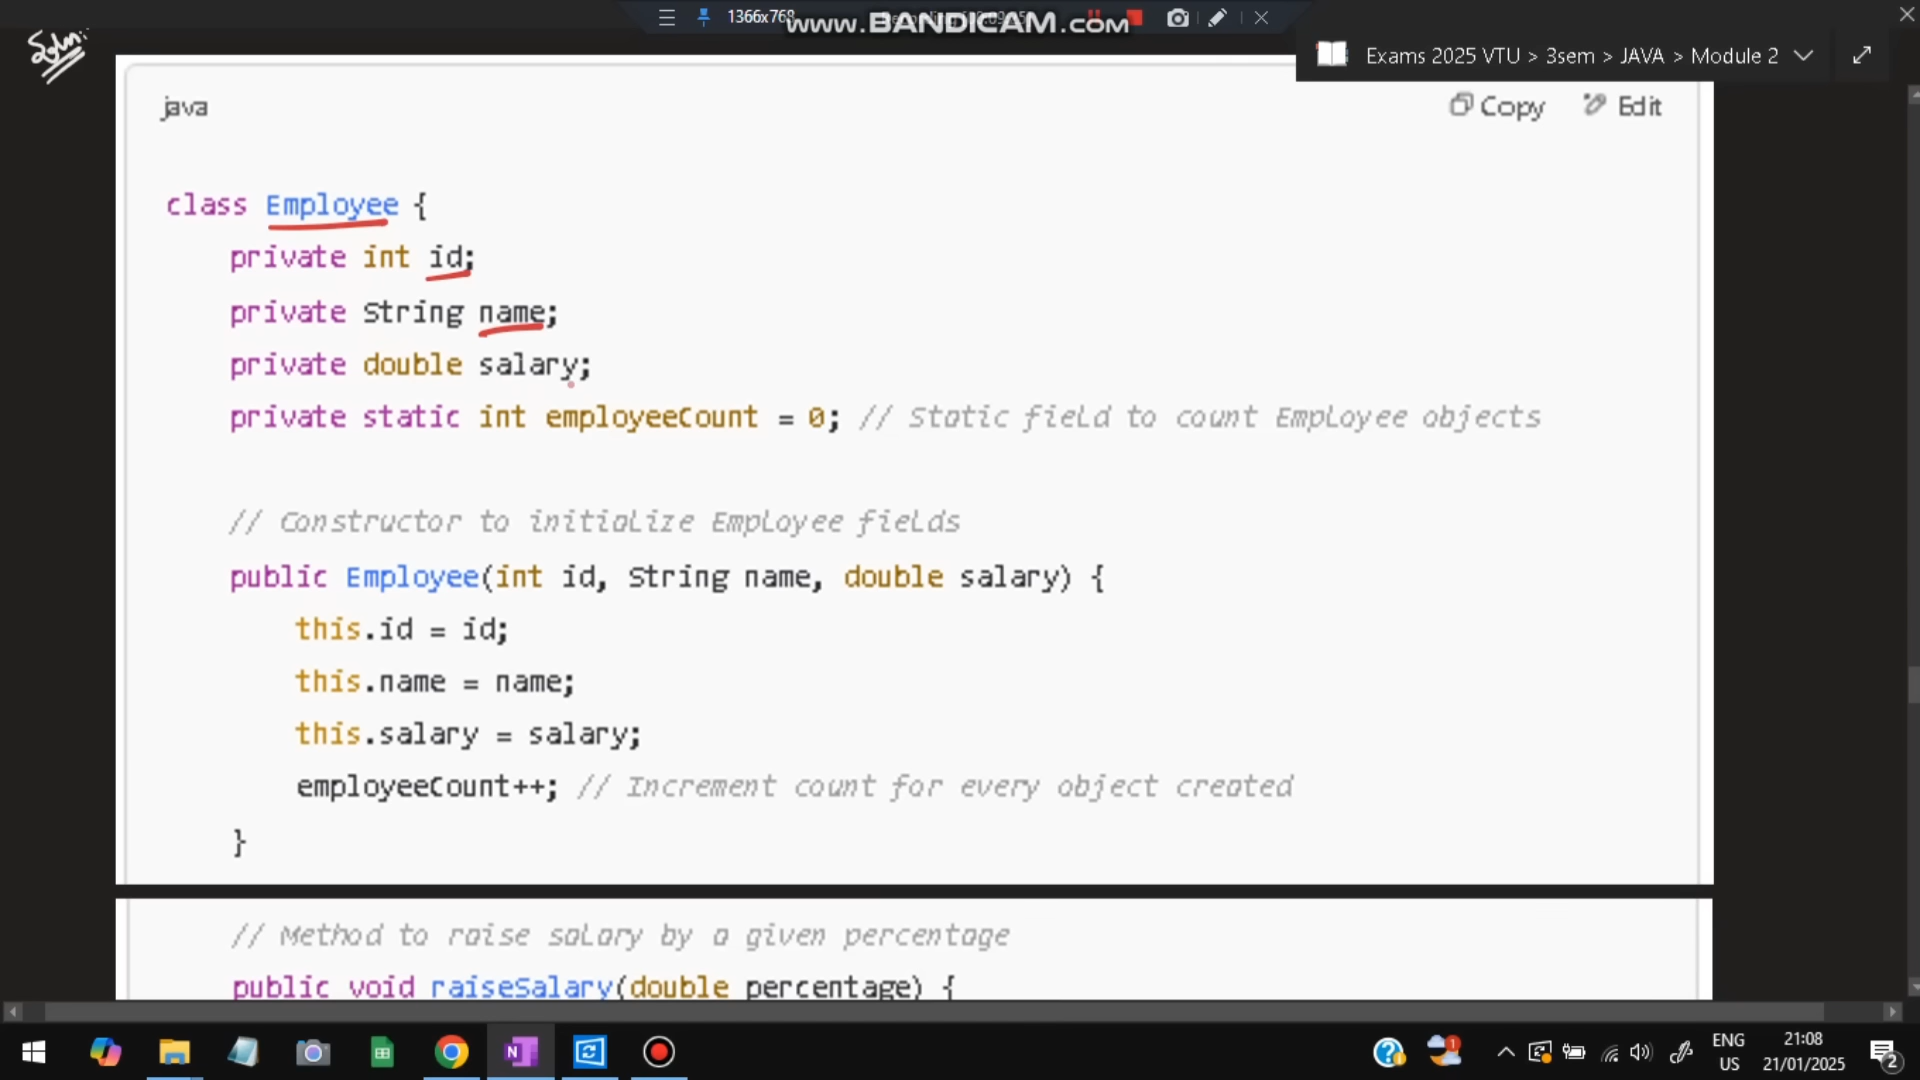 1366x768
www.BANDICAM.com
Soln:
Exams 2025 VTU > 3sem > JAVA > Module 2
java
Copy Edit
class Employee {
private int id;
private String name;
private double salary;
private static int employeeCount = 0; // Static field to count Employee objects
// Constructor to initialize Employee fields
public Employee(int id, String name, double salary) {
this.id = id;
this.name = name;
this.salary = salary;
employeeCount++; // Increment count for every object created
}
// Method to raise salary by a given percentage
public void raiseSalary(double percentage) {
ENG
US
21:08
21/01/2025
2